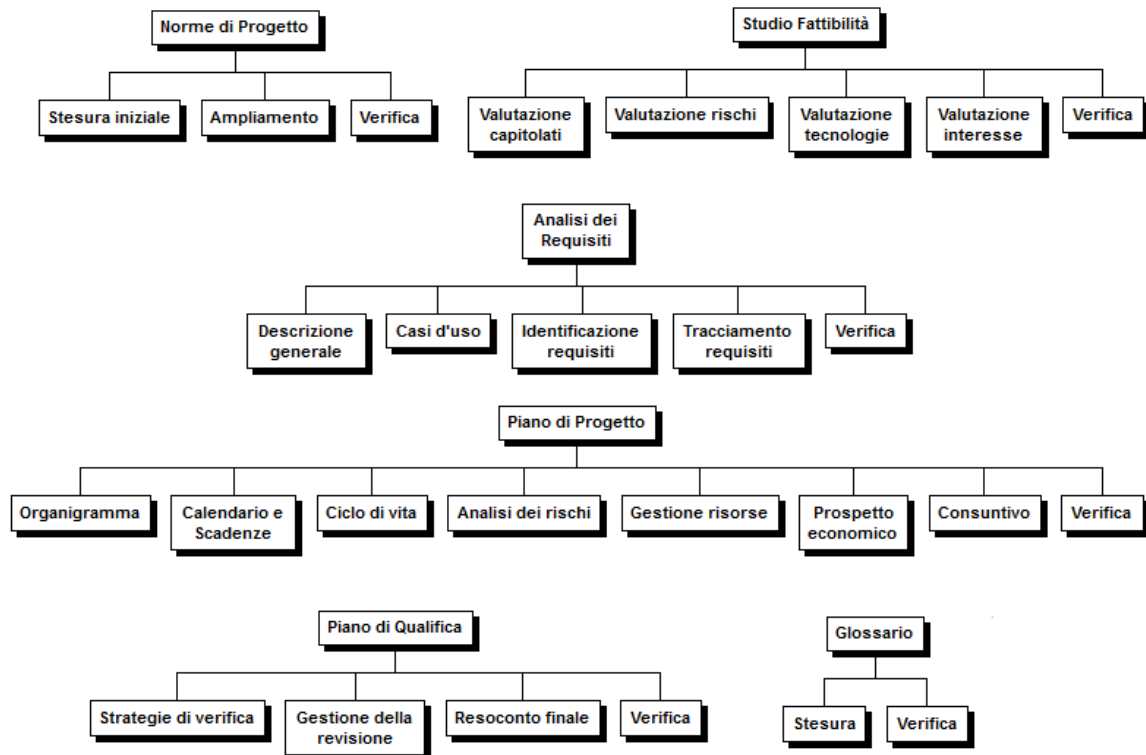 Norme di Progetto
Studio Fattibilità
Stesura iniziale
Ampliamento
Verifica
Valutazione
capitolati
Valutazione rischi
Valutazione
tecnologie
Valutazione
interesse
Verifica
Analisi dei
Requisiti
Descrizione
generale
Casi d'uso
Identificazione
requisiti
Tracciamento
requisiti
Verifica
Piano di Progetto
Organigramma
Calendario e
Scadenze
Ciclo di vita
Analisi dei rischi
Gestione risorse
Prospetto
economico
Consuntivo
Verifica
Piano di Qualifica
Glossario
Strategie di verifica
Gestione della
revisione
Resoconto finale
Verifica
Stesura
Verifica